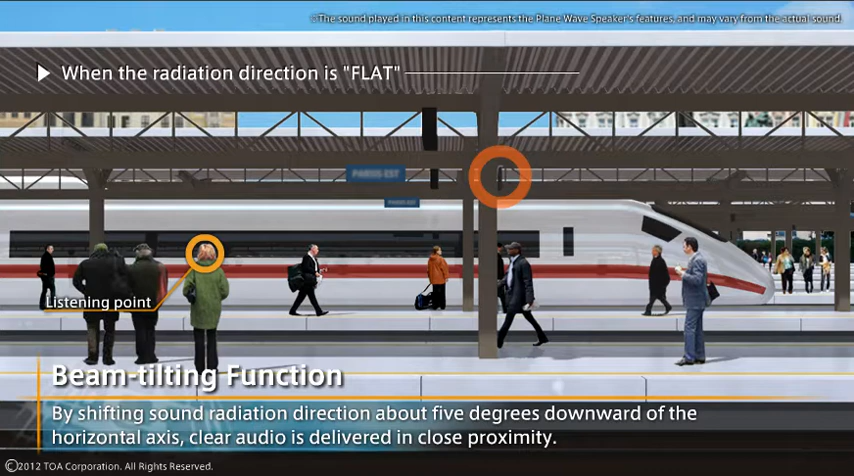 ※The sound played in this content represents the Plane Wave Speaker's features, and may vary from the actual sound.
▶ When the radiation direction is "FLAT"
PARIS EST
Listening point
Beam-tilting Function
By shifting sound radiation direction about five degrees downward of the
horizontal axis, clear audio is delivered in close proximity.
©2012 TOA Corporation. All Rights Reserved.